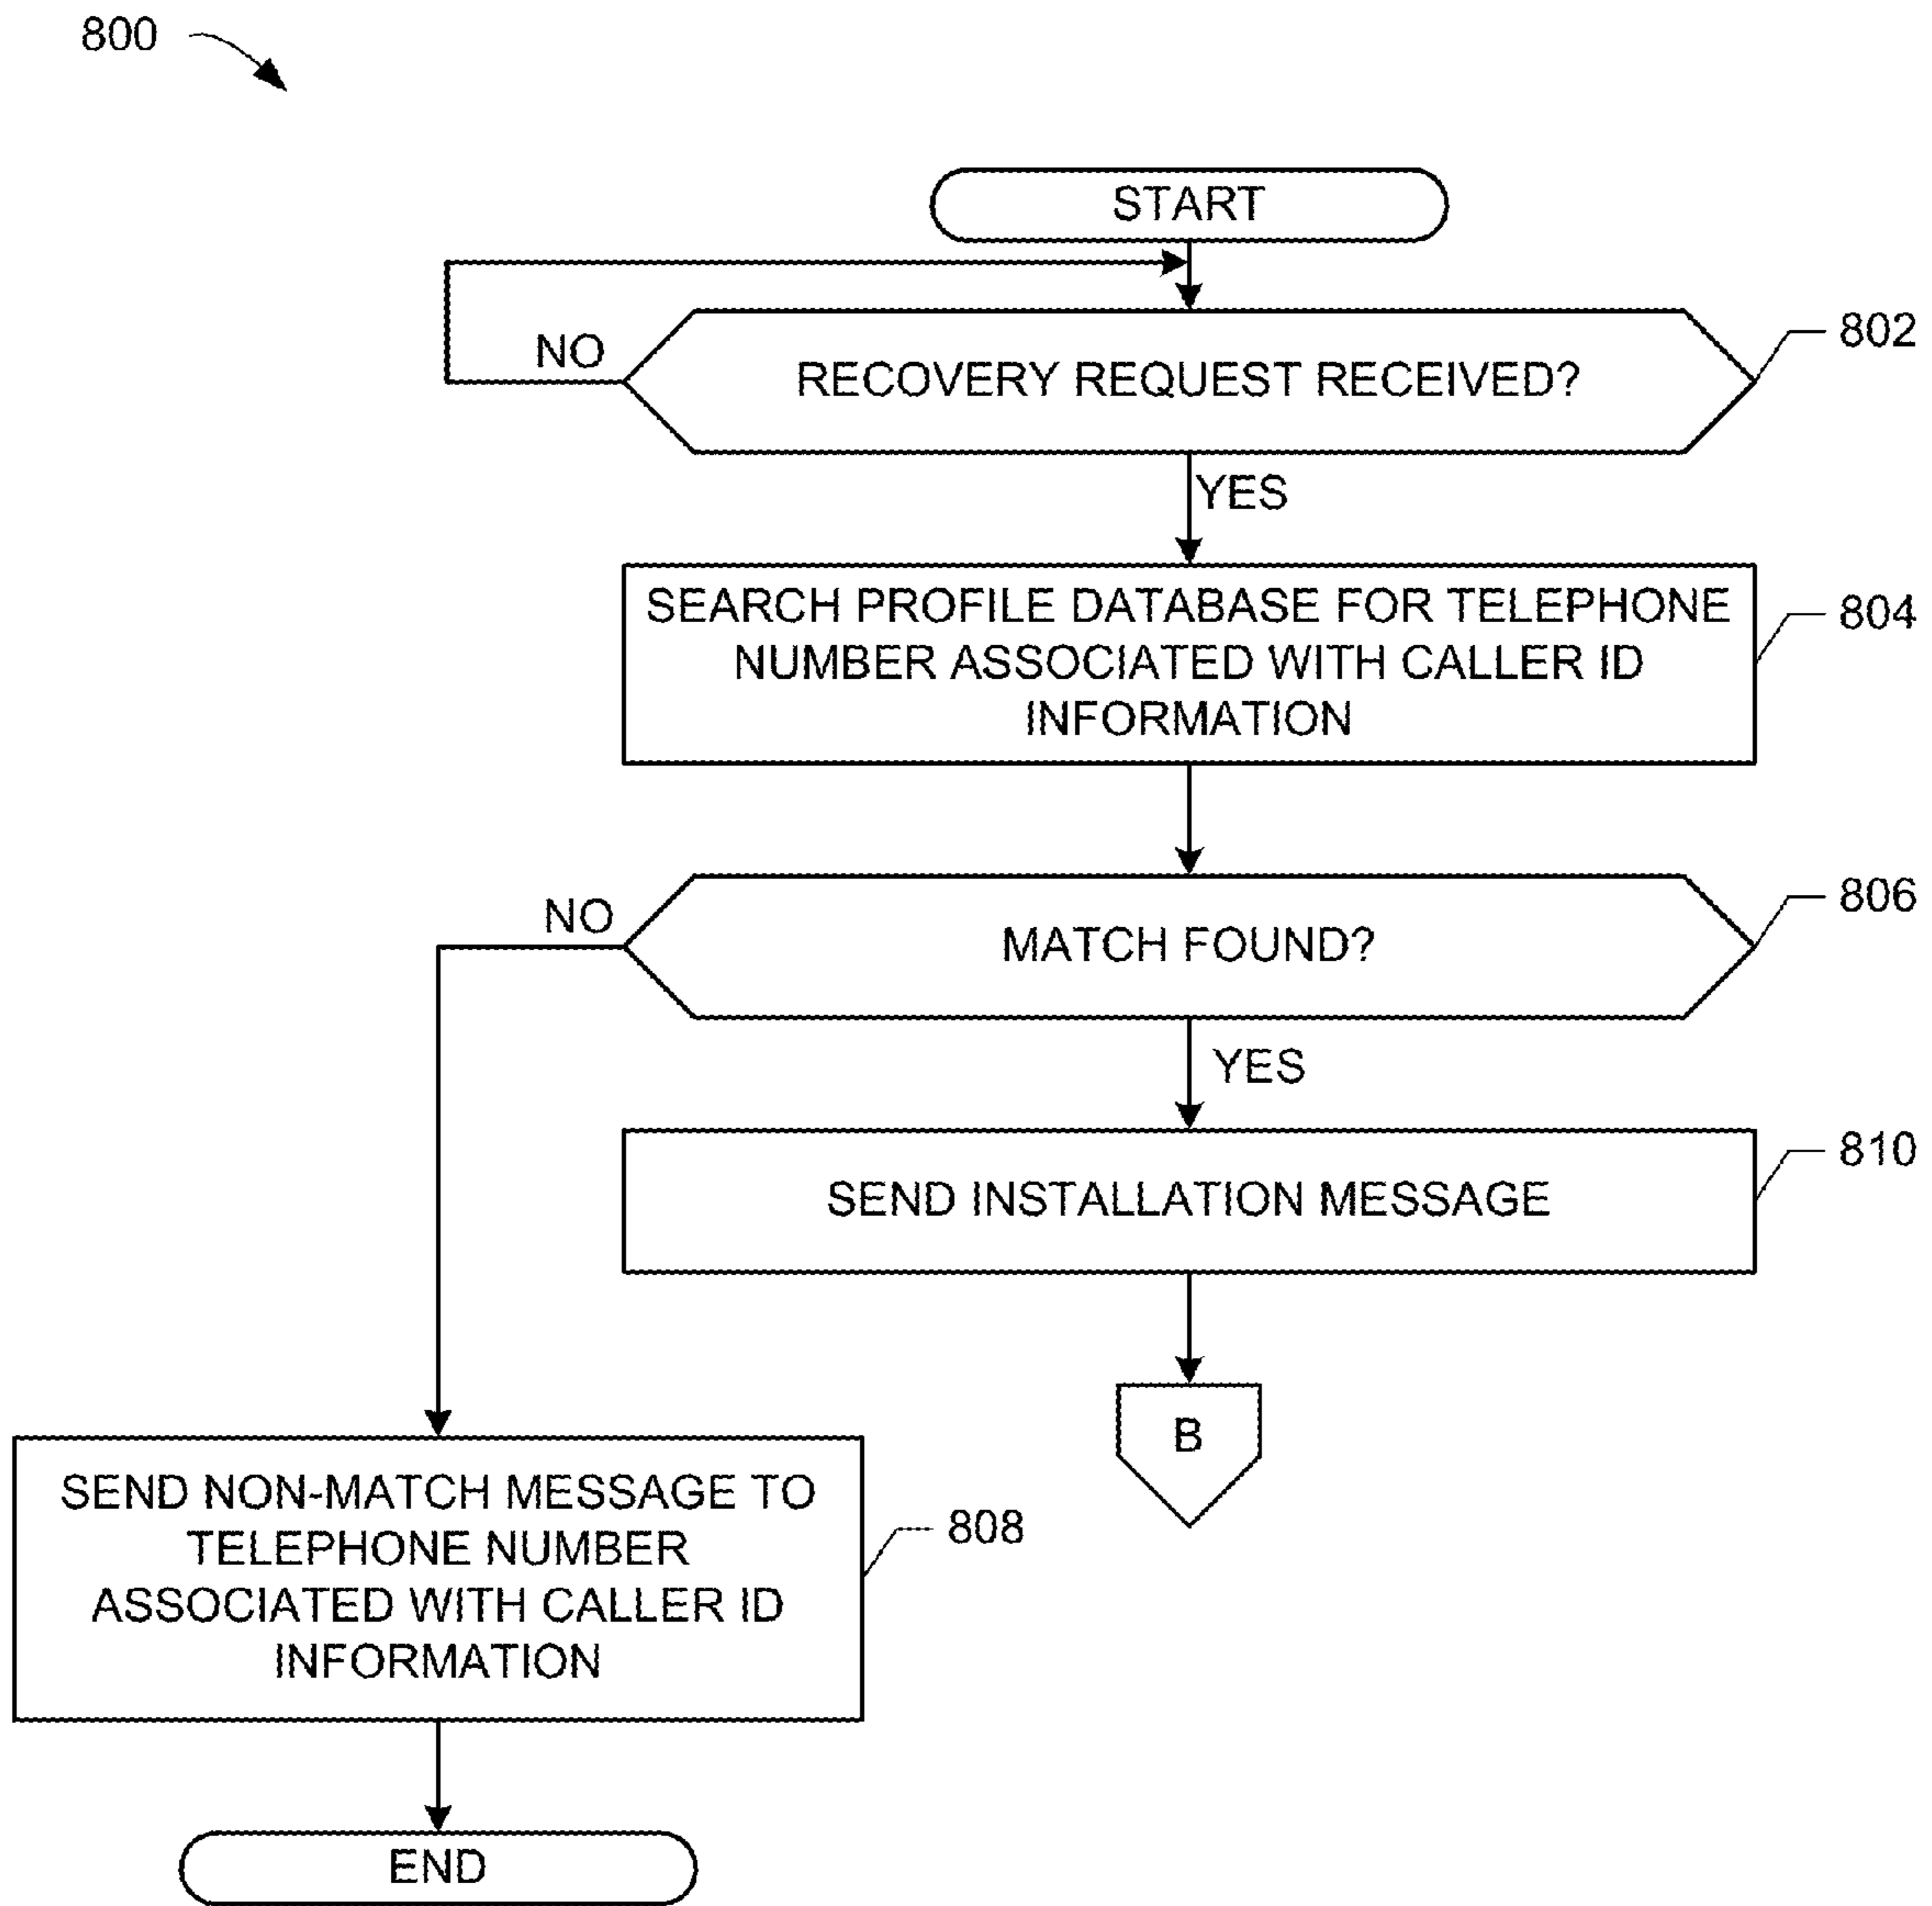 800
START
NO
RECOVERY REQUEST RECEIVED?
802
YES
SEARCH PROFILE DATABASE FOR TELEPHONE
NUMBER ASSOCIATED WITH CALLER ID
INFORMATION
804
NO
MATCH FOUND?
806
YES
SEND INSTALLATION MESSAGE
810
B
SEND NON-MATCH MESSAGE TO
TELEPHONE NUMBER
ASSOCIATED WITH CALLER ID
INFORMATION
808
END